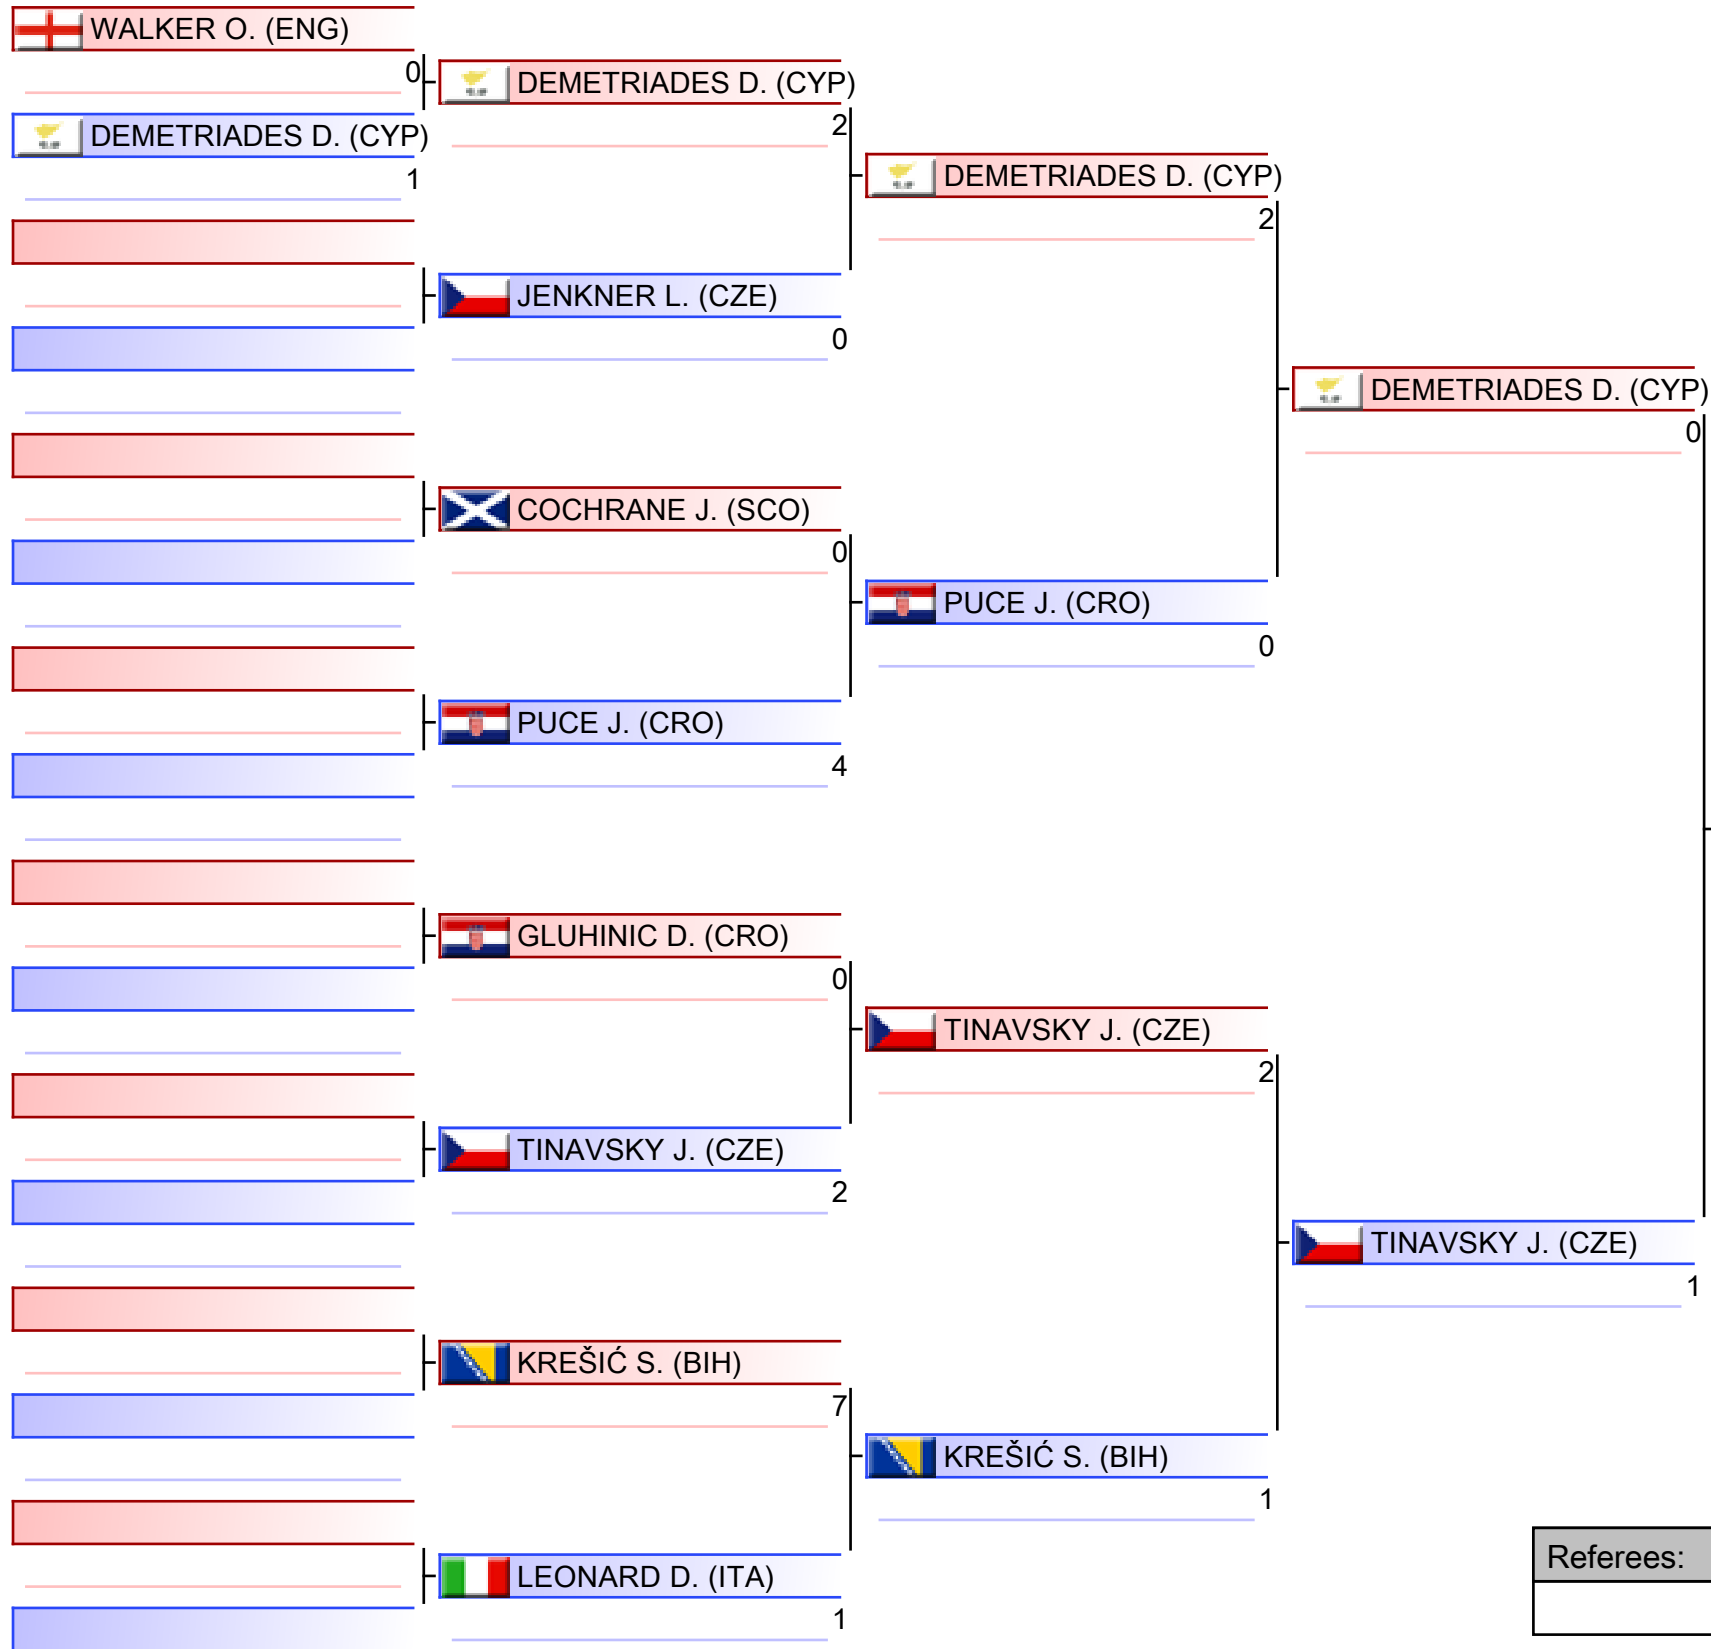 WALKER O. (ENG)
0
DEMETRIADES D. (CYP)
1
DEMETRIADES D. (CYP)
2
JENKNER L. (CZE)
0
COCHRANE J. (SCO)
0
PUCE J. (CRO)
4
GLUHINIC D. (CRO)
0
TINAVSKY J. (CZE)
2
KREŠIĆ S. (BIH)
7
LEONARD D. (ITA)
1
DEMETRIADES D. (CYP)
2
PUCE J. (CRO)
0
TINAVSKY J. (CZE)
2
KREŠIĆ S. (BIH)
1
DEMETRIADES D. (CYP)
0
TINAVSKY J. (CZE)
1
Referees: